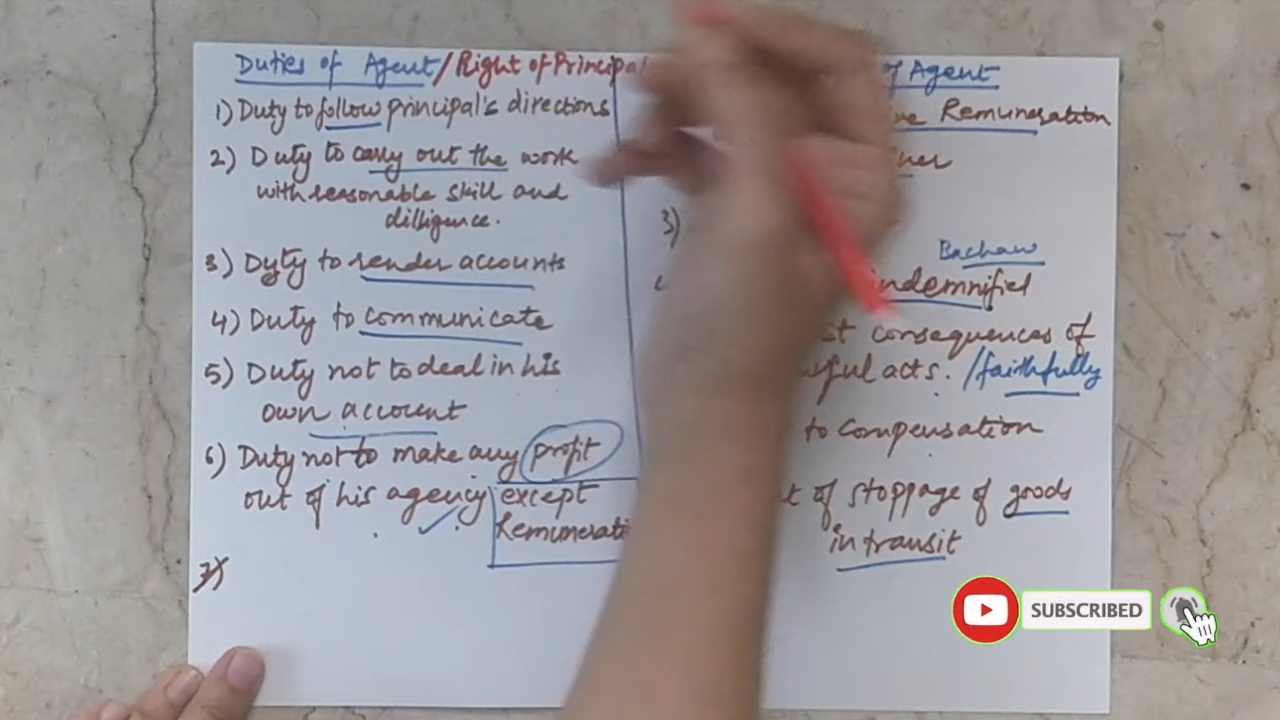 Duties of Agent/Right of Principal
1) Duty to follow principal's directions
2) Duty to carry out the work
with reasonable skill and
dilligence.
3) Dyty to render accounts
4) Duty to communicate
5) Duty not to deal in his
own account
6) Duty not to make any profit
out of his agency except
Remunerati
7)
of Agent
Remuneration
3)
Bachaw
indemnified
consequences of
acts. /faithfully
to compensation
of stoppage of goods
in transit
SUBSCRIBED